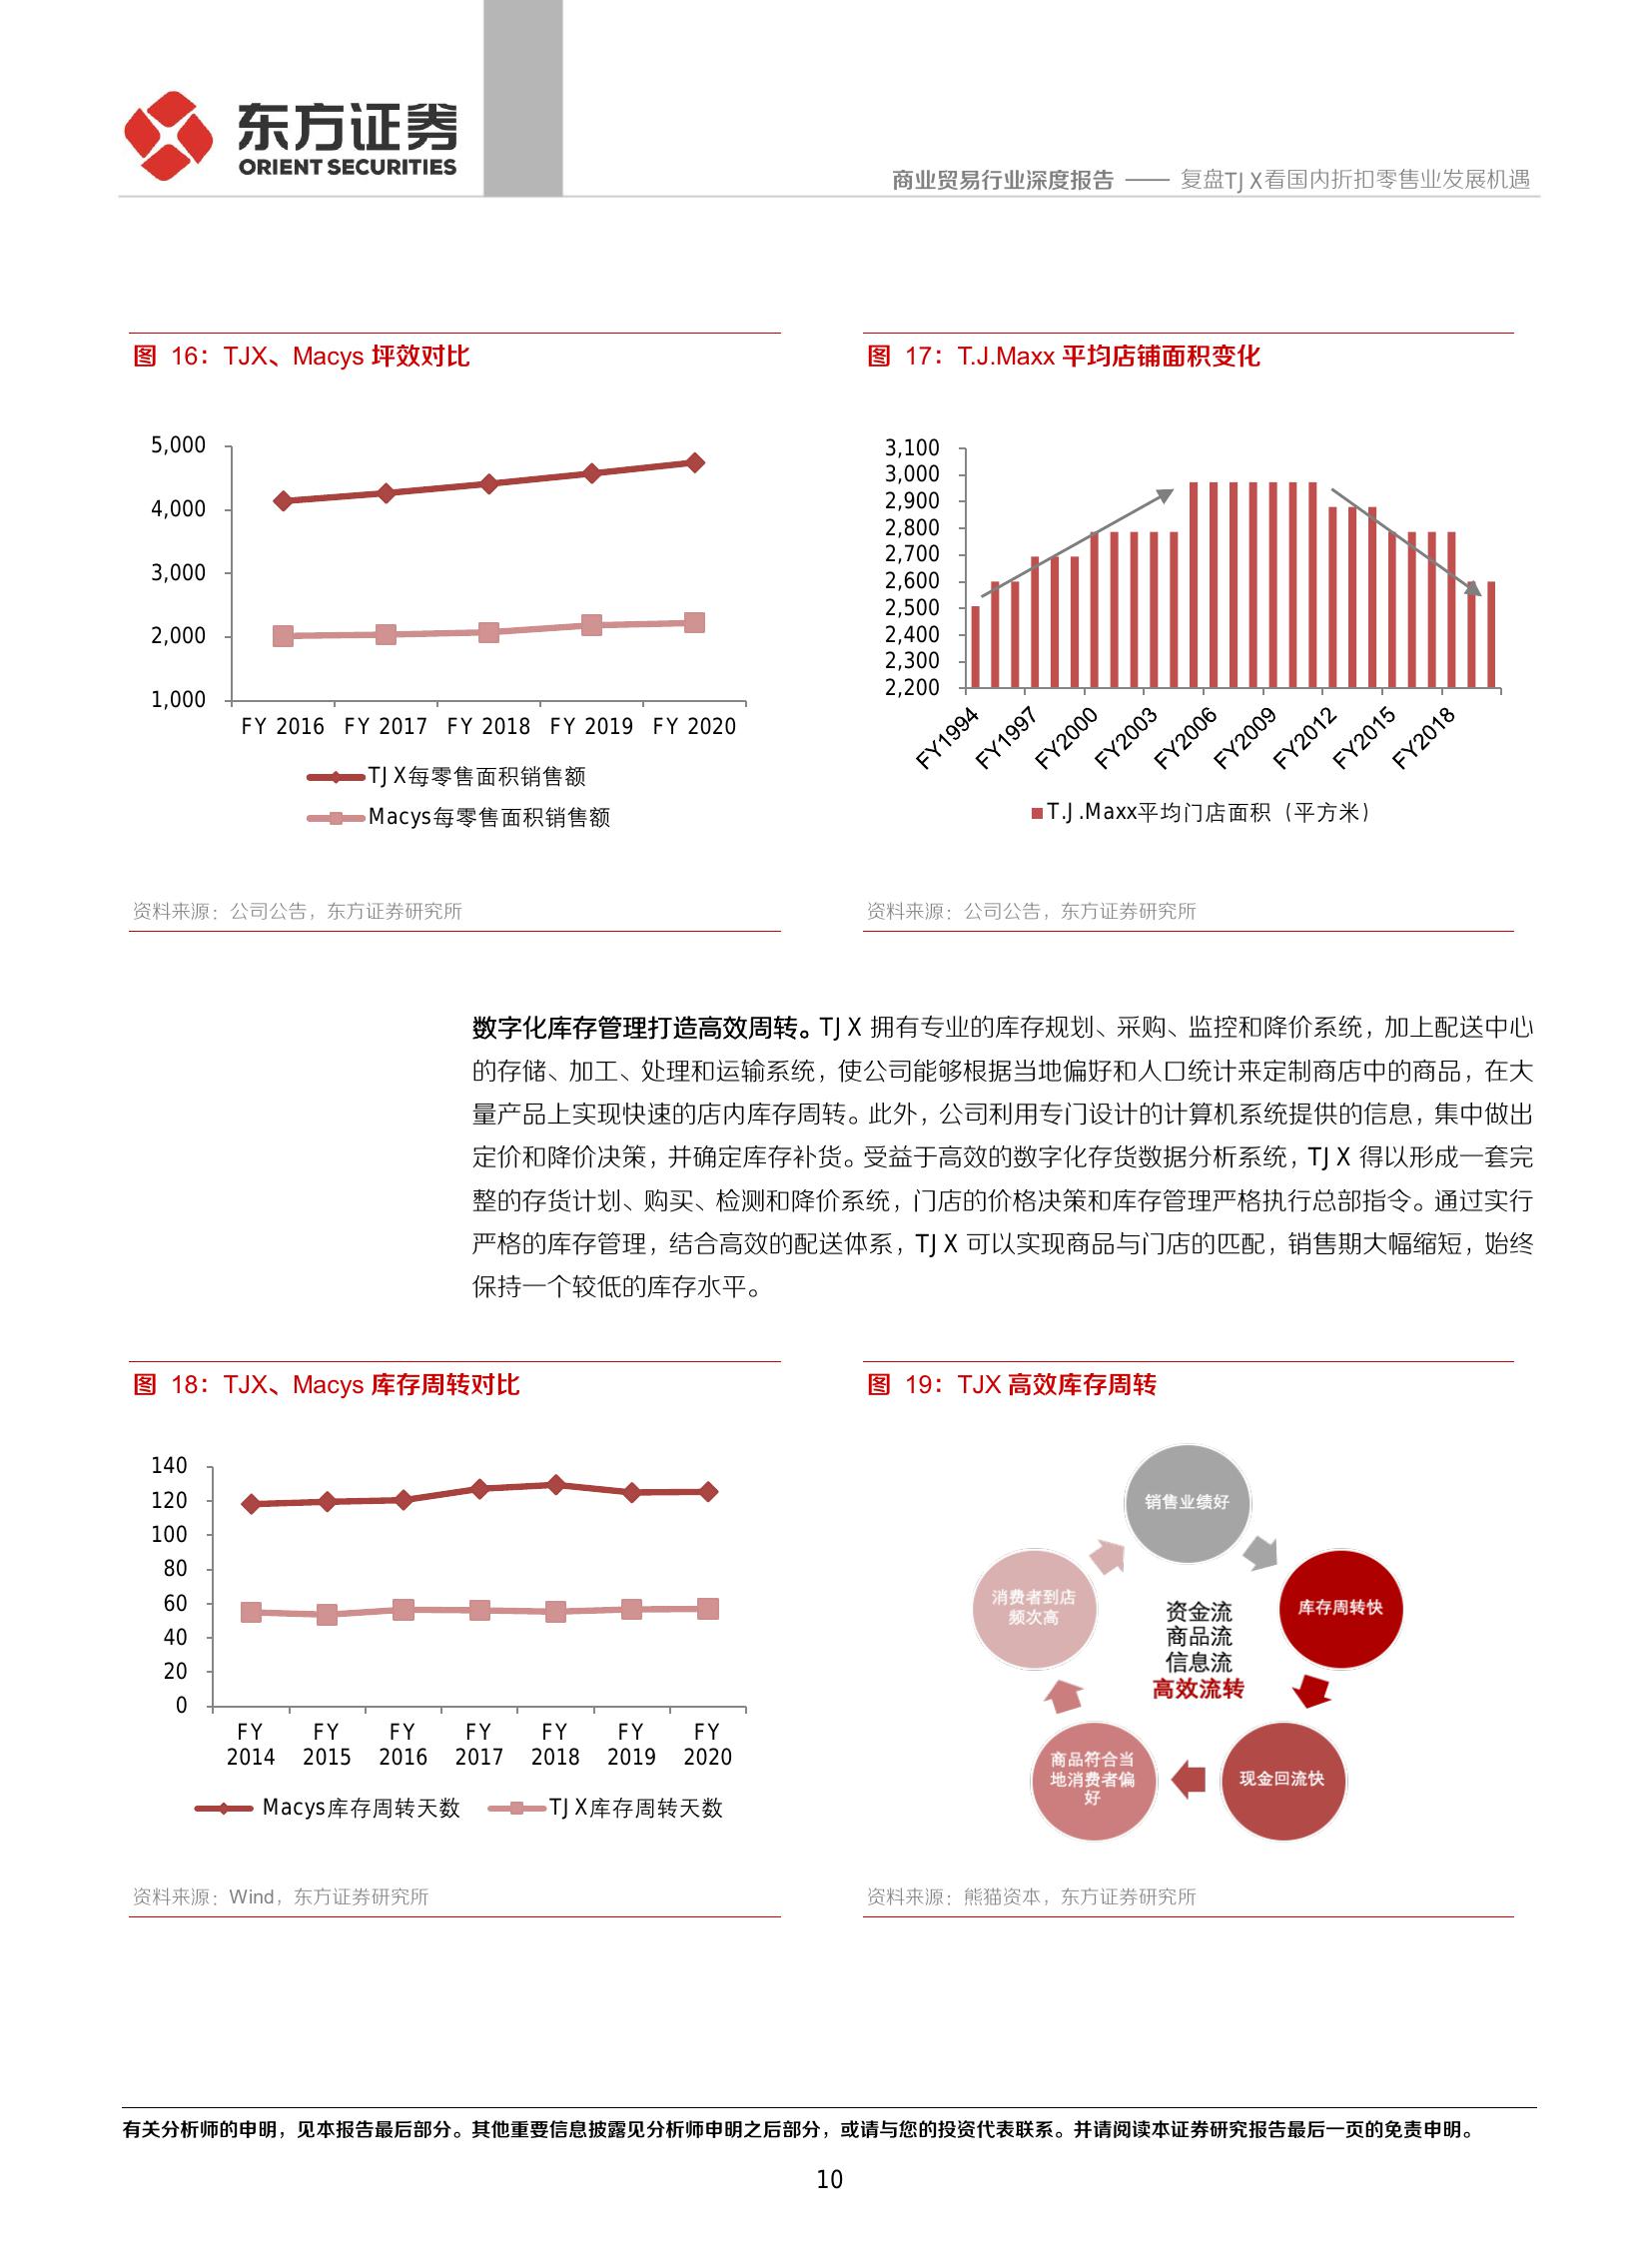 东方证券
ORIENT SECURITIES
商业贸易行业深度报告 —— 复盘TJX看国内折扣零售业发展机遇
图 16：TJX、Macys 坪效对比
5,000
4,000
3,000
2,000
1,000
FY 2016 FY 2017 FY 2018 FY 2019 FY 2020
TJX每零售面积销售额
Macys每零售面积销售额
资料来源：公司公告，东方证券研究所
图 17：T.J.Maxx 平均店铺面积变化
3,100
3,000
2,900
2,800
2,700
2,600
2,500
2,400
2,300
2,200
FY1994 FY1997 FY2000 FY2003 FY2006 FY2009 FY2012 FY2015 FY2018
T.J.Maxx平均门店面积（平方米）
资料来源：公司公告，东方证券研究所
数字化库存管理打造高效周转。TJX 拥有专业的库存规划、采购、监控和降价系统，加上配送中心
的存储、加工、处理和运输系统，使公司能够根据当地偏好和人口统计来定制商店中的商品，在大
量产品上实现快速的店内库存周转。此外，公司利用专门设计的计算机系统提供的信息，集中做出
定价和降价决策，并确定库存补货。受益于高效的数字化存货数据分析系统，TJX 得以形成一套完
整的存货计划、购买、检测和降价系统，门店的价格决策和库存管理严格执行总部指令。通过实行
严格的库存管理，结合高效的配送体系，TJX 可以实现商品与门店的匹配，销售期大幅缩短，始终
保持一个较低的库存水平。
图 18：TJX、Macys 库存周转对比
140
120
100
80
60
40
20
0
FY FY FY FY FY FY FY
2014 2015 2016 2017 2018 2019 2020
Macys库存周转天数 TJX库存周转天数
资料来源：Wind，东方证券研究所
图 19：TJX 高效库存周转
销售业绩好
库存周转快
现金回流快
商品符合当
地消费者偏
好
消费者到店
频次高
资金流
商品流
信息流
高效流转
资料来源：熊猫资本，东方证券研究所
有关分析师的申明，见本报告最后部分。其他重要信息披露见分析师申明之后部分，或请与您的投资代表联系。并请阅读本证券研究报告最后一页的免责申明。
10